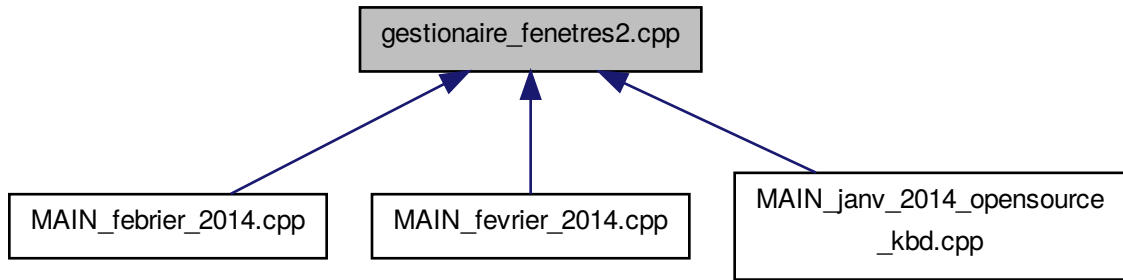 gestionaire_fenetres2.cpp
MAIN_febrier_2014.cpp
MAIN_fevrier_2014.cpp
MAIN_janv_2014_opensource
_kbd.cpp